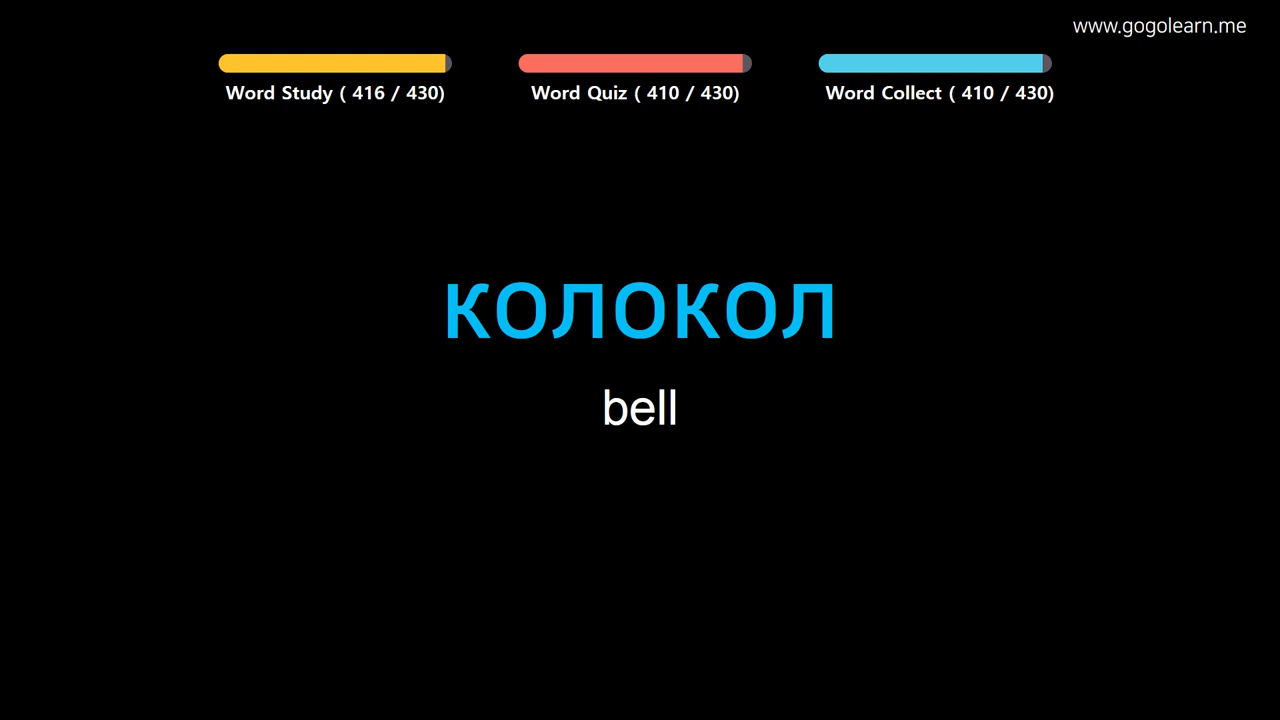 www.gogolearn.me
Word Study ( 416 / 430)
Word Quiz ( 410 / 430)
Word Collect ( 410 / 430)
колокол
bell